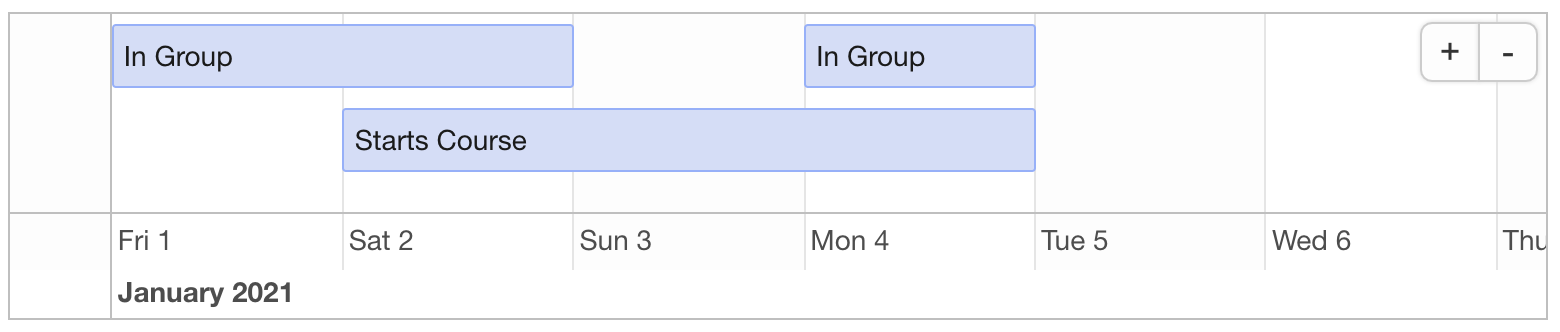 In Group In Group + -
Starts Course
Fri 1 Sat 2 Sun 3 Mon 4 Tue 5 Wed 6 Thu
January 2021